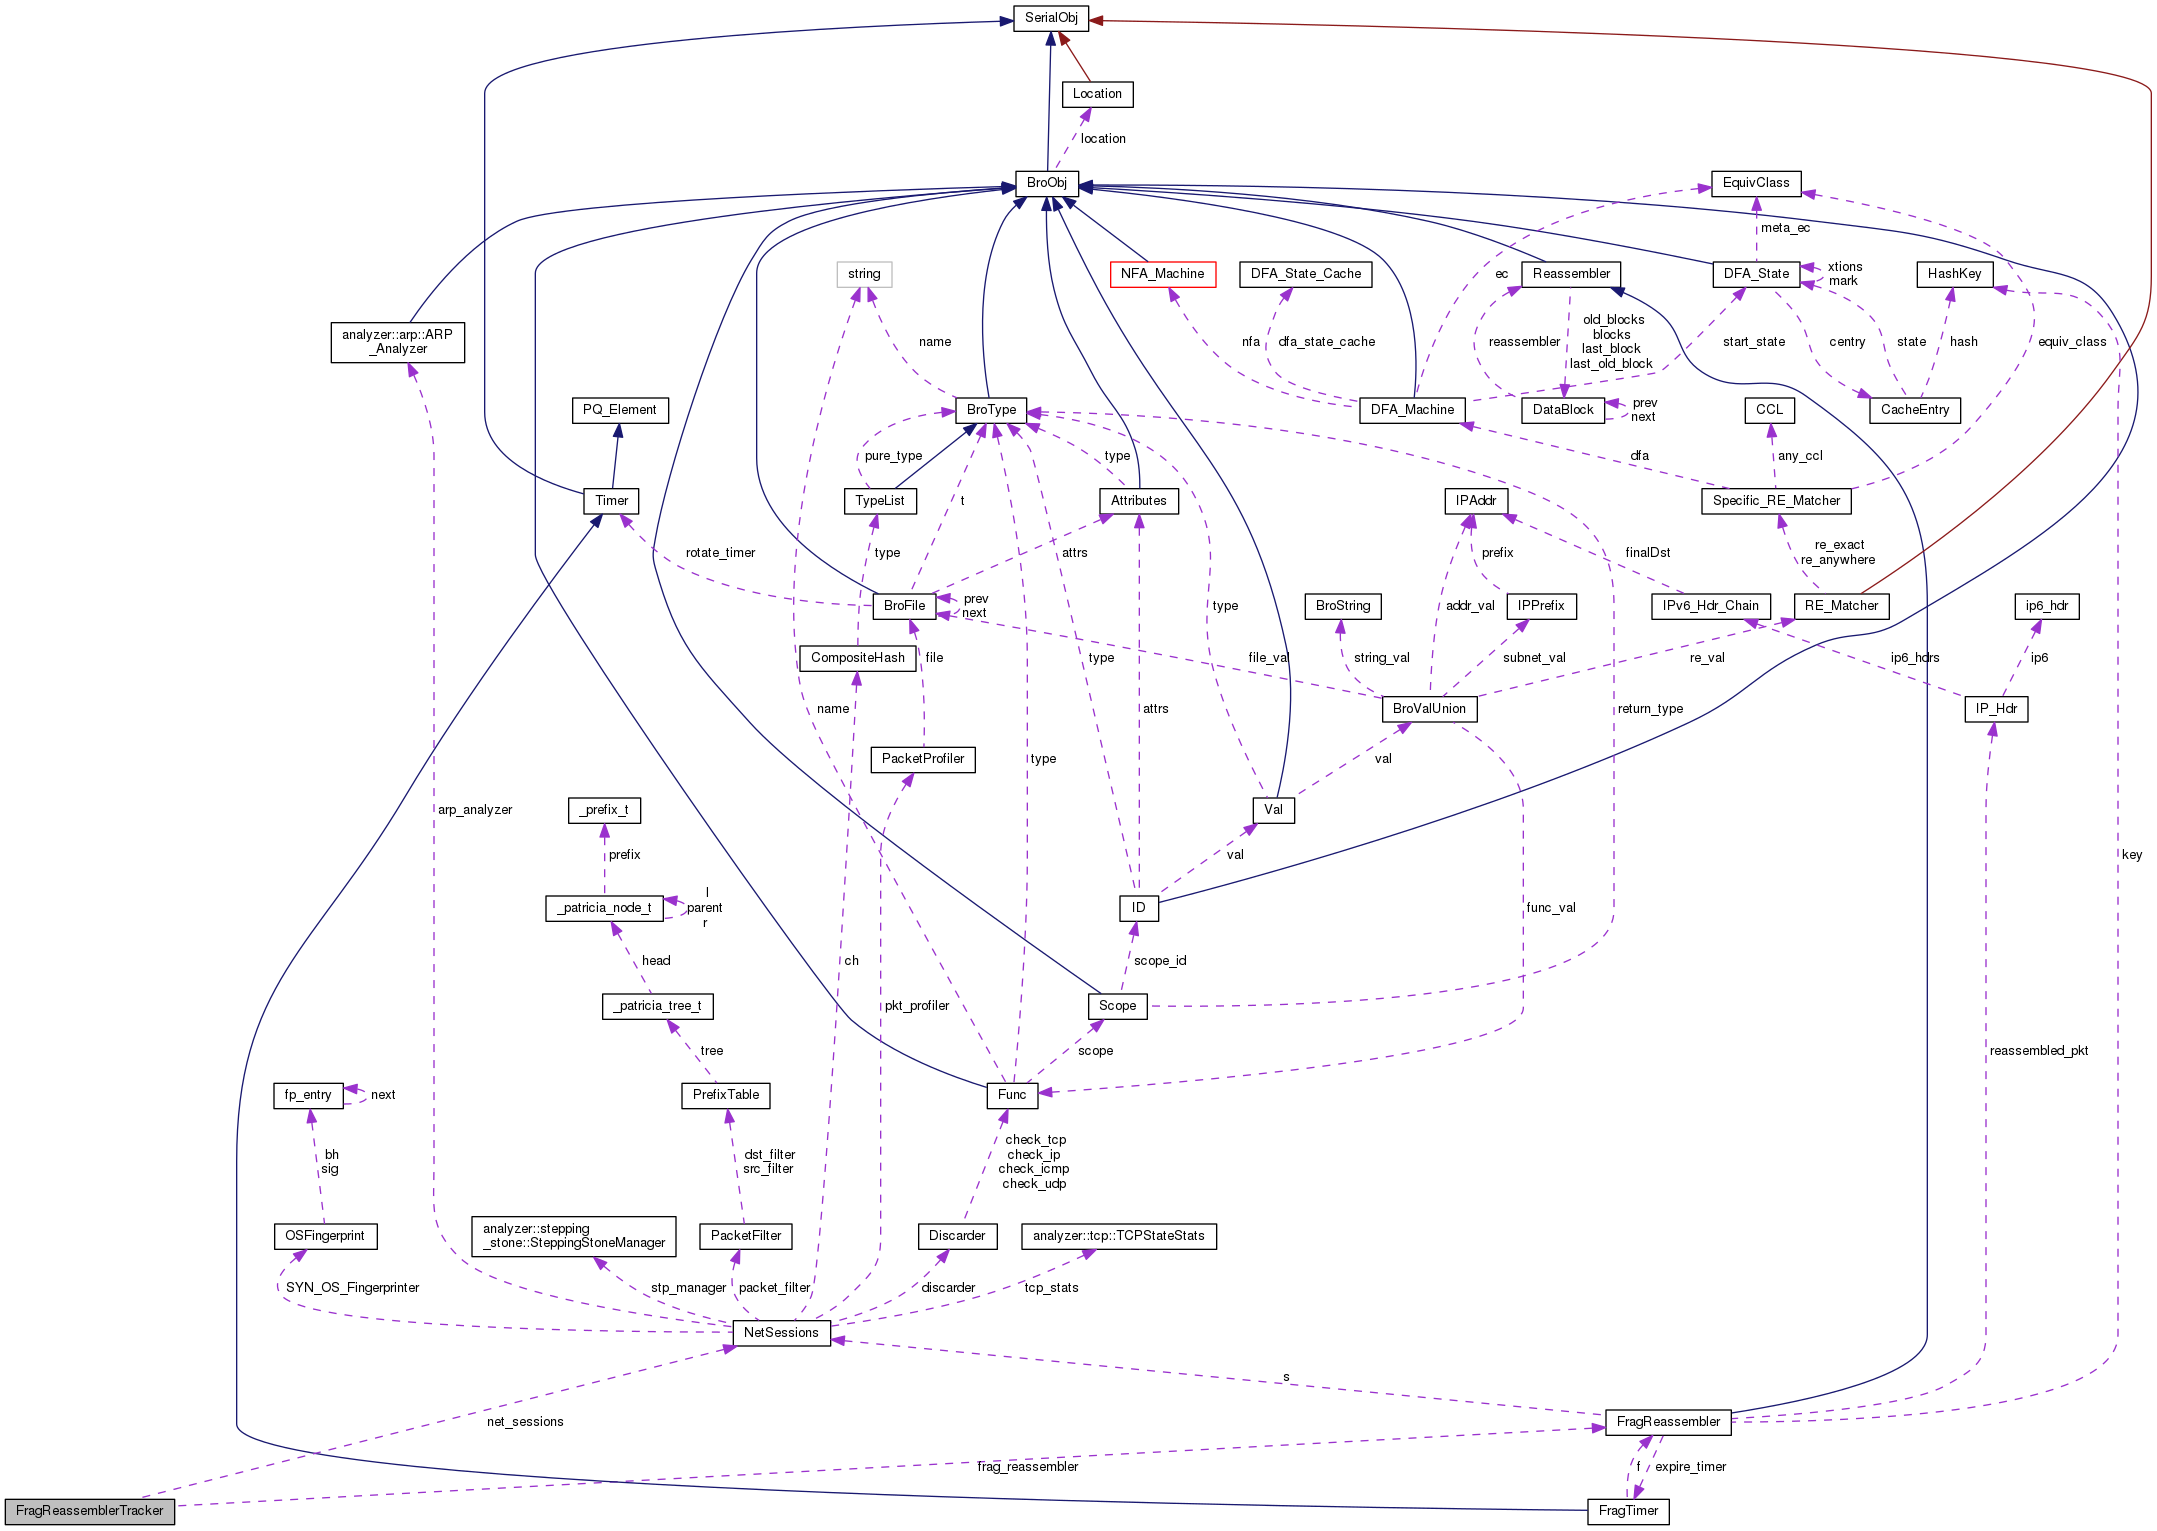 SerialObj
Location
location
BroObj
EquivClass
meta_ec
string
NFA_Machine
DFA_State_Cache
ec
Reassembler
DFA_State
xtions
mark
HashKey
analyzer::arp::ARP
_Analyzer
name
nfa
dfa_state_cache
reassembler
old_blocks
blocks
last_block
last_old_block
start_state
centry
state
hash
equiv_class
PQ_Element
BroType
DFA_Machine
DataBlock
prev
next
CCL
CacheEntry
pure_type
type
dfa
any_ccl
Timer
TypeList
Attributes
IPAddr
Specific_RE_Matcher
t
rotate_timer
type
attrs
prefix
finalDst
re_exact
re_anywhere
BroFile
prev
next
type
BroString
addr_val
IPPrefix
IPv6_Hdr_Chain
RE_Matcher
ip6_hdr
CompositeHash
file
type
file_val
string_val
subnet_val
re_val
ip6_hdrs
ip6
name
attrs
BroValUnion
return_type
IP_Hdr
PacketProfiler
type
val
_prefix_t
arp_analyzer
Val
prefix
val
key
_patricia_node_t
l
parent
r
ID
func_val
head
ch
scope_id
_patricia_tree_t
pkt_profiler
Scope
tree
scope
reassembled_pkt
fp_entry
next
PrefixTable
Func
bh
sig
dst_filter
src_filter
check_tcp
check_ip
check_icmp
check_udp
OSFingerprint
analyzer::stepping
_stone::SteppingStoneManager
PacketFilter
Discarder
analyzer::tcp::TCPStateStats
SYN_OS_Fingerprinter
stp_manager
packet_filter
discarder
tcp_stats
NetSessions
s
net_sessions
FragReassembler
frag_reassembler
f
expire_timer
FragReassemblerTracker
FragTimer